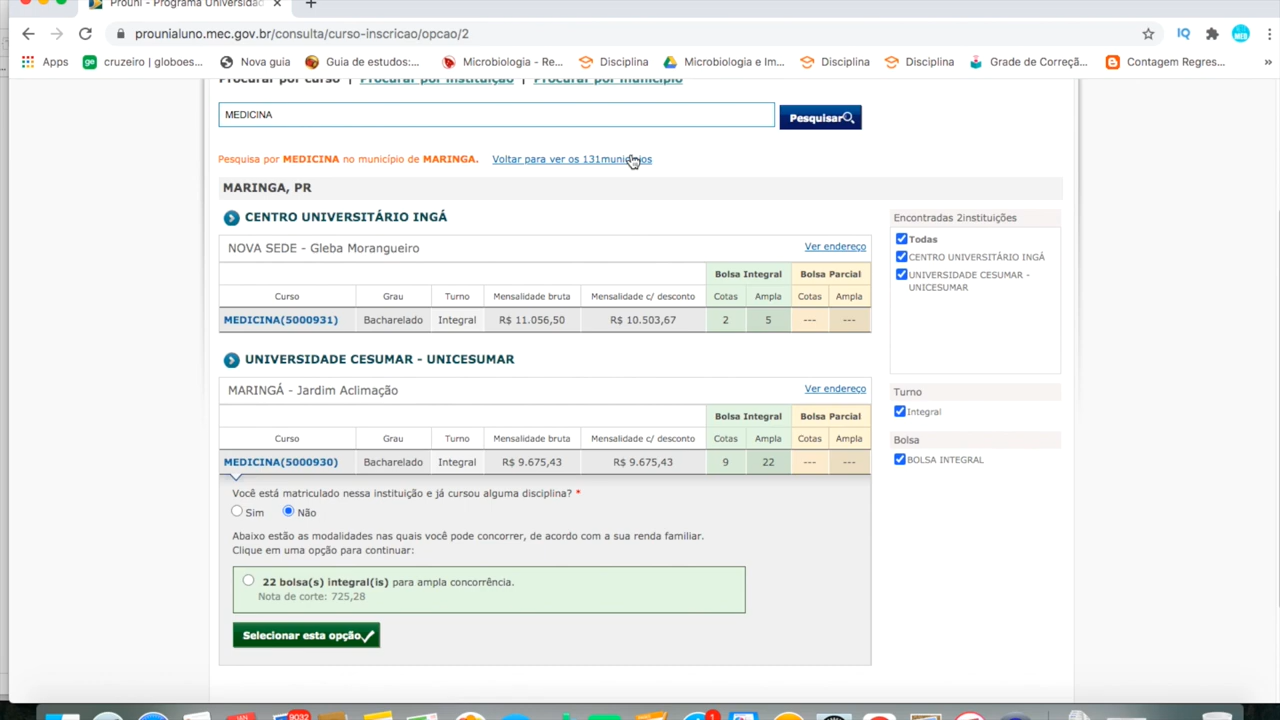 Prouni - Programa Universidad
prounialuno.mec.gov.br/consulta/curso-inscricao/opcao/2
IQ
Apps
ge cruzeiro | globoes...
Nova guia
Guia de estudos:...
Microbiologia - Re...
Disciplina
Microbiologia e Im...
Disciplina
Disciplina
Grade de Correçã...
Contagem Regres...
»
Procurar por curso | Procurar por instituição | Procurar por município
MEDICINA
Pesquisar
Pesquisa por MEDICINA no município de MARINGA. Voltar para ver os 131municípios
MARINGA, PR
CENTRO UNIVERSITÁRIO INGÁ
Encontradas 2instituições
Todas
CENTRO UNIVERSITÁRIO INGÁ
UNIVERSIDADE CESUMAR -
UNICESUMAR
NOVA SEDE - Gleba Morangueiro Ver endereço
Bolsa Integral Bolsa Parcial
Curso Grau Turno Mensalidade bruta Mensalidade c/ desconto Cotas Ampla Cotas Ampla
MEDICINA(5000931) Bacharelado Integral R$ 11.056,50 R$ 10.503,67 2 5 --- ---
UNIVERSIDADE CESUMAR - UNICESUMAR
MARINGÁ - Jardim Aclimação Ver endereço
Turno
Integral
Bolsa
BOLSA INTEGRAL
Bolsa Integral Bolsa Parcial
Curso Grau Turno Mensalidade bruta Mensalidade c/ desconto Cotas Ampla Cotas Ampla
MEDICINA(5000930) Bacharelado Integral R$ 9.675,43 R$ 9.675,43 9 22 --- ---
Você está matriculado nessa instituição e já cursou alguma disciplina? *
Sim Não
Abaixo estão as modalidades nas quais você pode concorrer, de acordo com a sua renda familiar.
Clique em uma opção para continuar:
22 bolsa(s) integral(is) para ampla concorrência.
Nota de corte: 725,28
Selecionar esta opção
JAN
9032
1